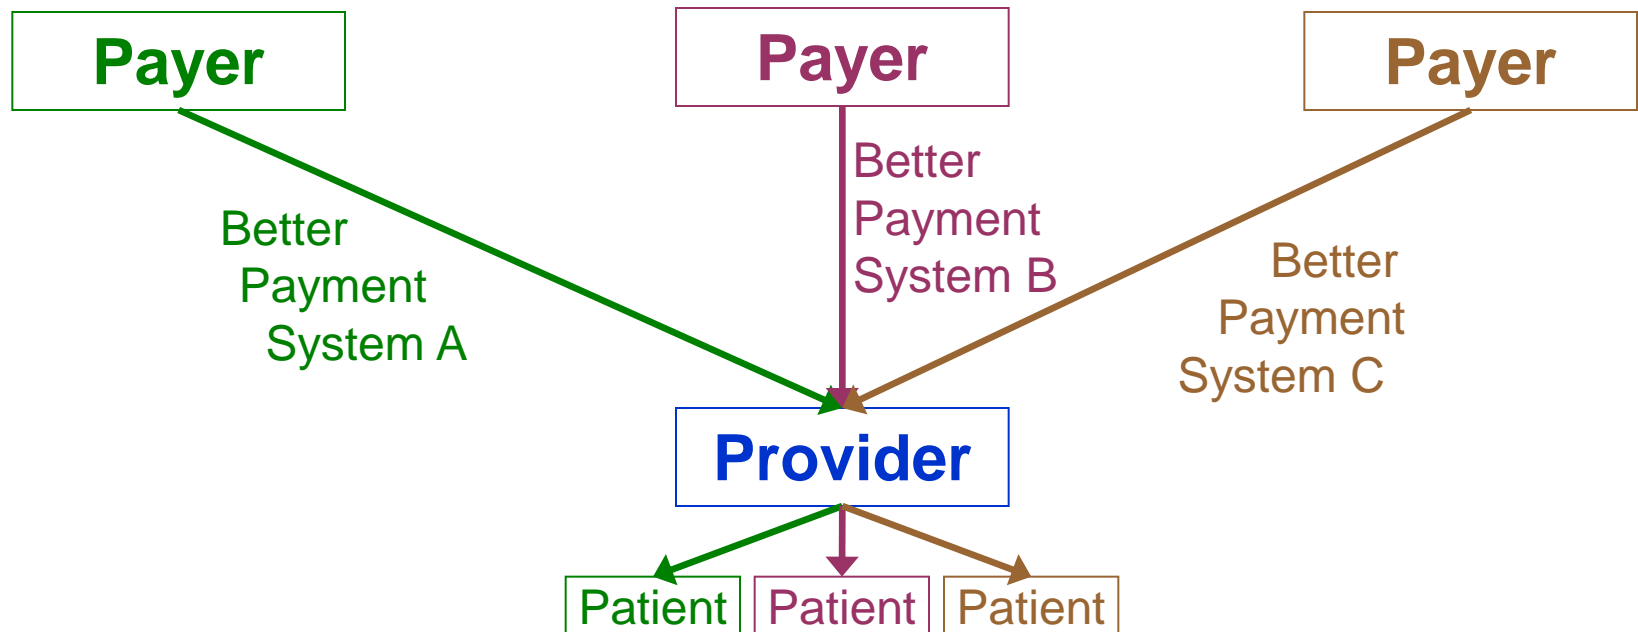 Payer
Payer
Payer
Better
Payment
System A
Better
Payment
System B
Better
Payment
System C
Provider
Patient
Patient
Patient